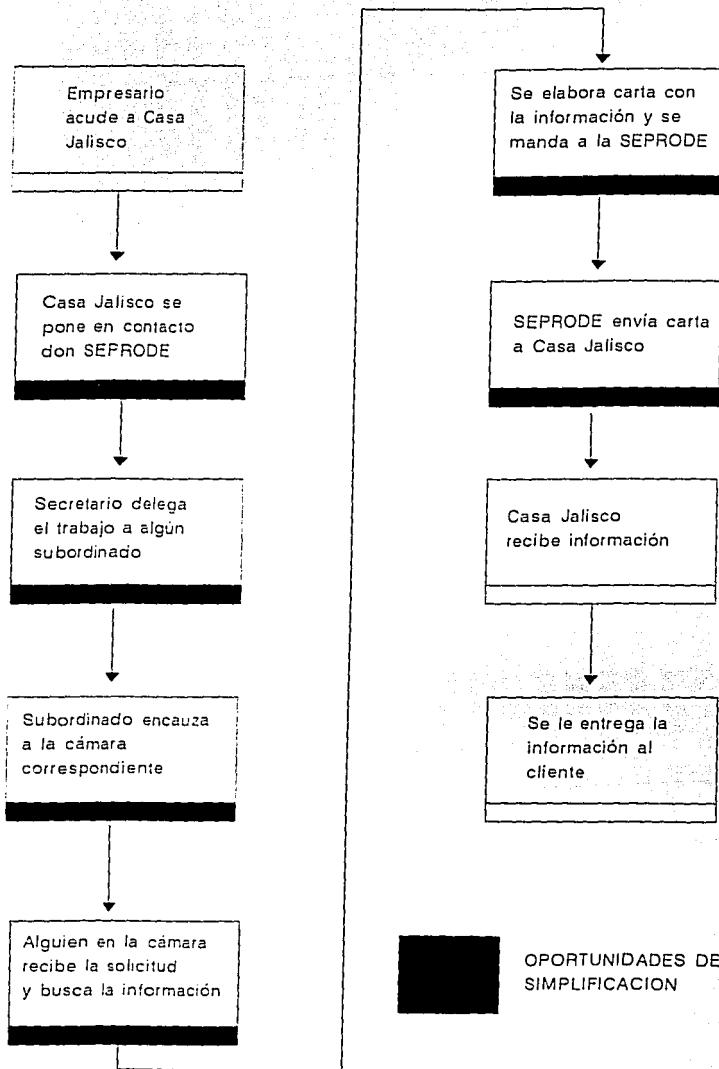 Empresario
acude a Casa
Jalisco
Casa Jalisco se
pone en contacto
don SEPRODE
Secretario delega
el trabajo a algún
subordinado
Subordinado encauza
a la cámara
correspondiente
Alguien en la cámara
recibe la solicitud
y busca la información
Se elabora carta con
la información y se
manda a la SEPRODE
SEPRODE envía carta
a Casa Jalisco
Casa Jalisco
recibe información
Se le entrega la
información al
cliente
OPORTUNIDADES DE
SIMPLIFICACION